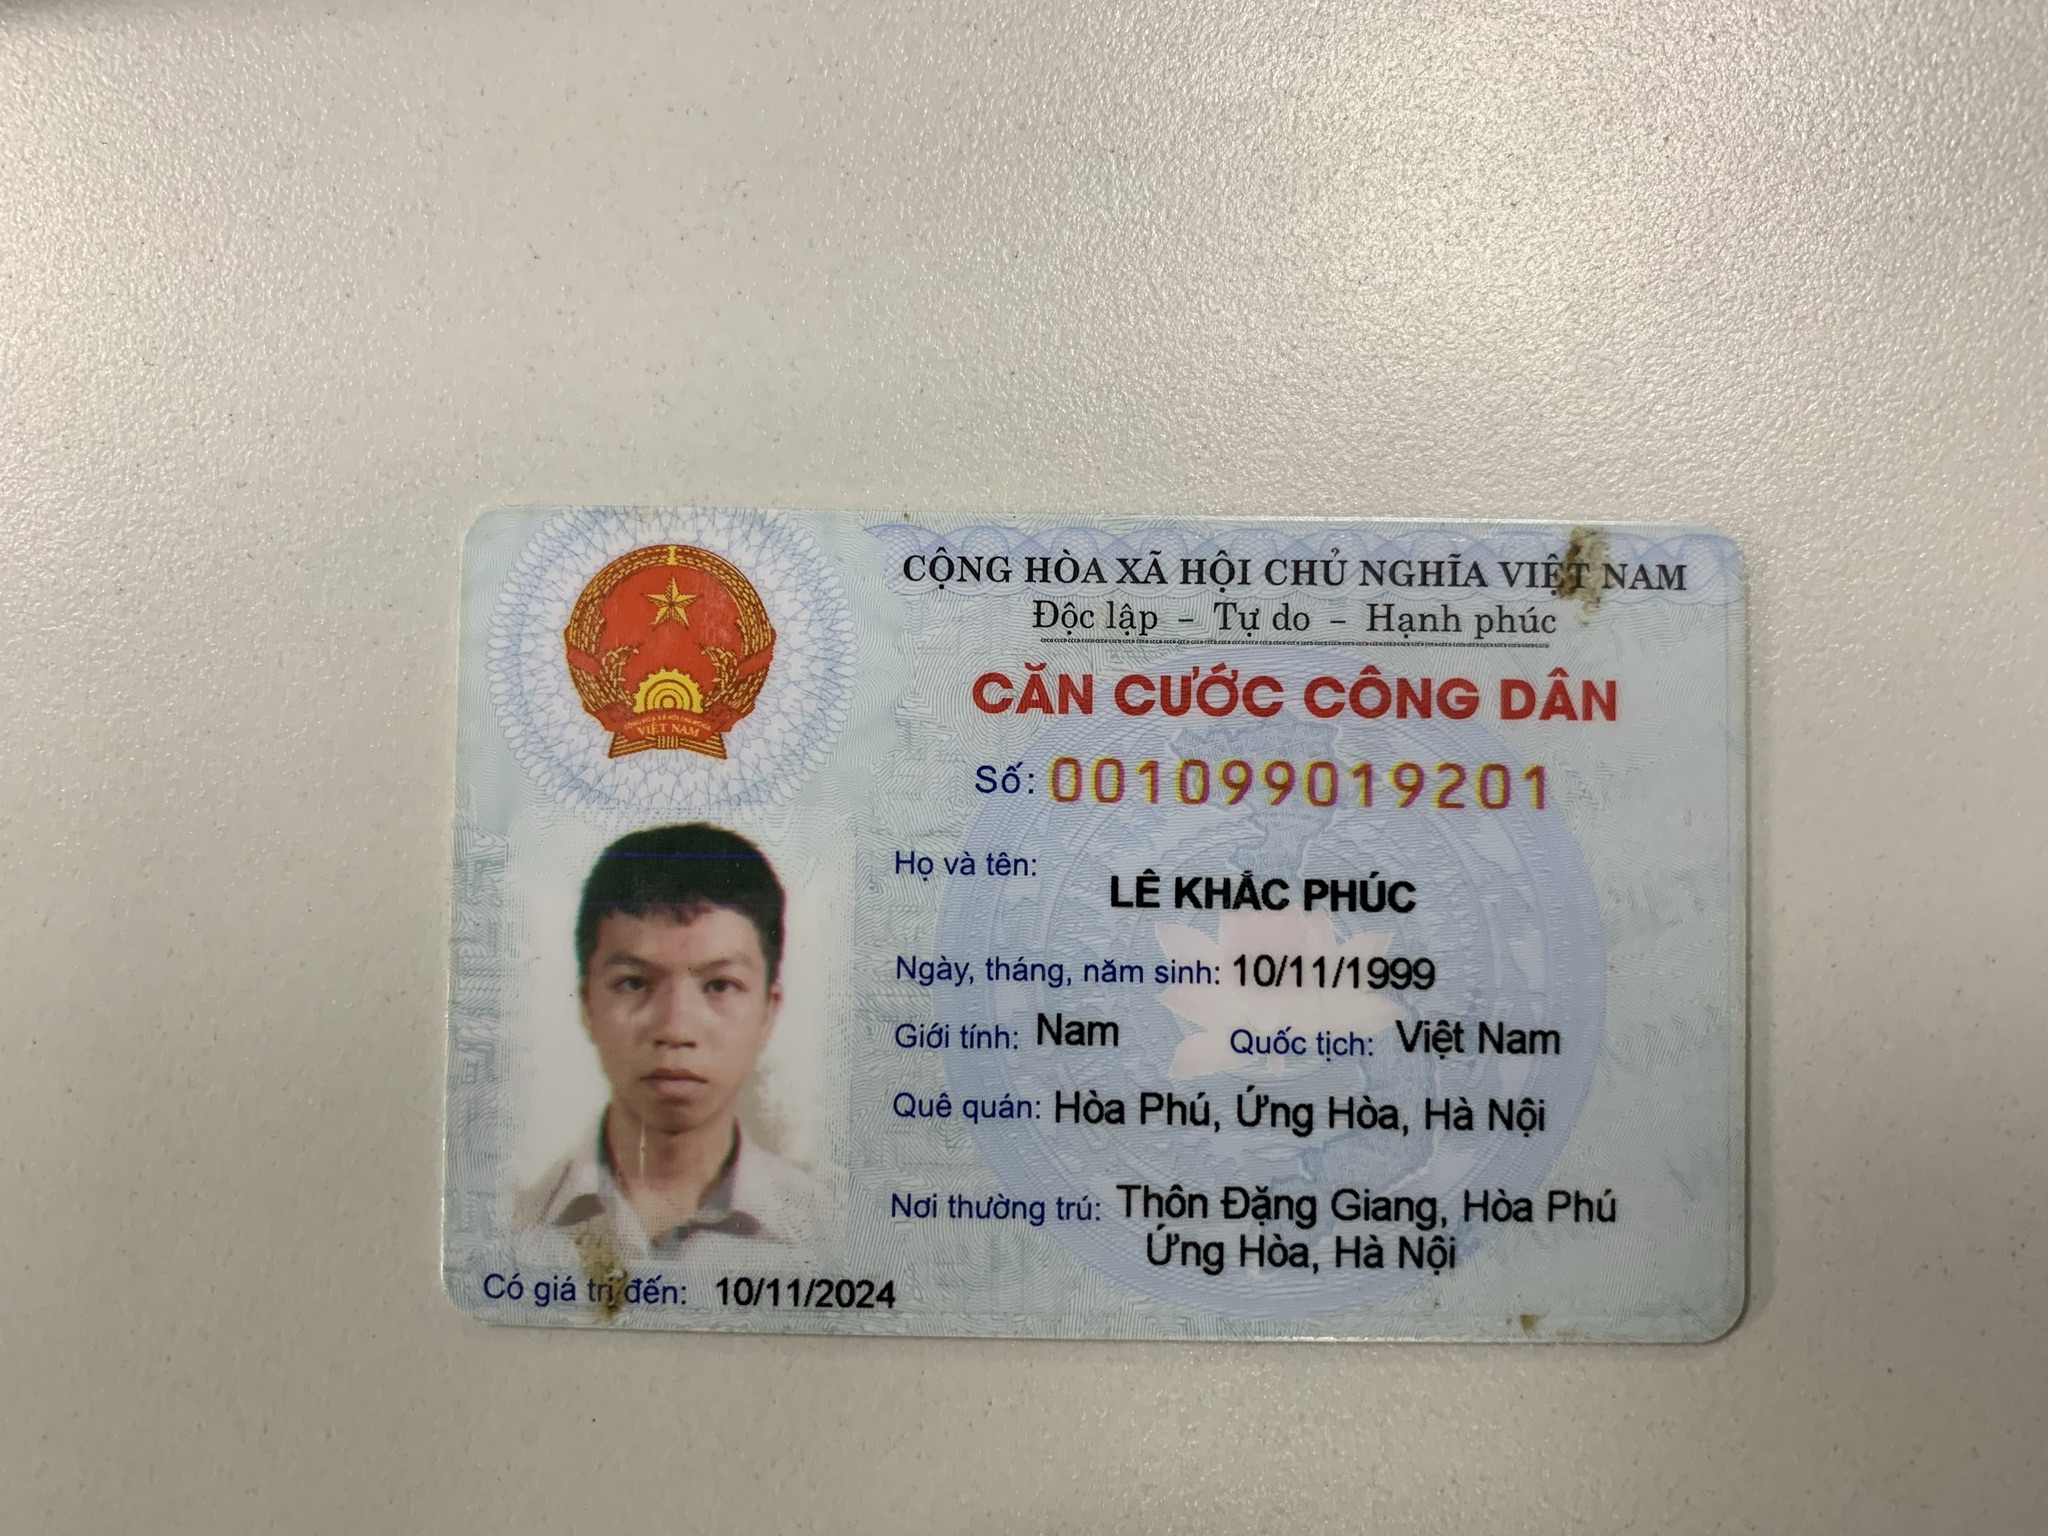 CỘNG HÒA XÃ HỘI CHỦ NGHĨA VIỆT NAM
Độc lập – Tự do – Hạnh phúc
CĂN CƯỚC CÔNG DÂN
Số: 001099019201
Họ và tên:
LÊ KHẮC PHÚC
Ngày, tháng, năm sinh: 10/11/1999
Giới tính: Nam Quốc tịch: Việt Nam
Quê quán: Hòa Phú, Ứng Hòa, Hà Nội
Nơi thường trú: Thôn Đặng Giang, Hòa Phú
Ứng Hòa, Hà Nội
Có giá trị đến: 10/11/2024
CỘNG HÒA XÃ HỘI CHỦ NGHĨA
VIỆT NAM